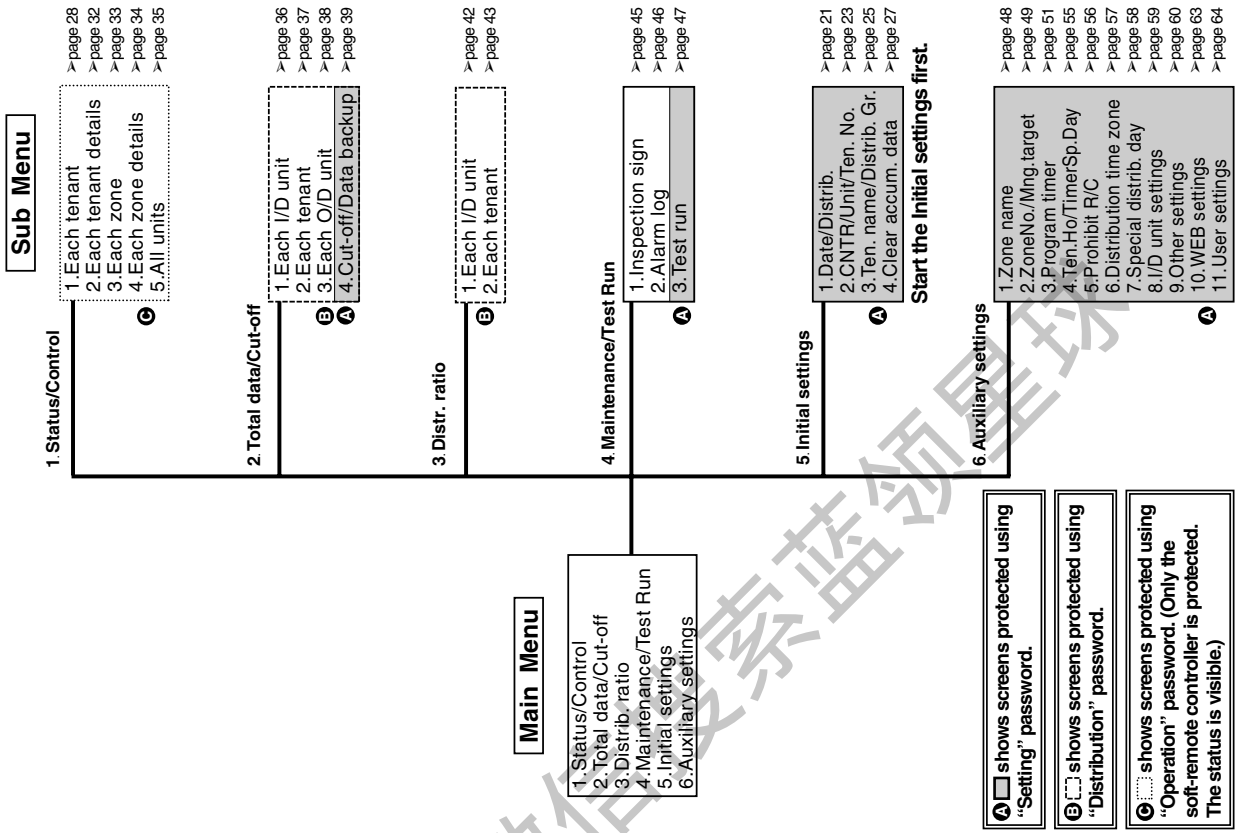 Main Menu
1.Status/Control
2.Total data/Cut-off
3.Distrib. ratio
4.Maintenance/Test Run
5.Initial settings
6.Auxiliary settings
Sub Menu
1.Status/Control
C
1.Each tenant ➢page 28
2.Each tenant details ➢page 32
3.Each zone ➢page 33
4.Each zone details ➢page 34
5.All units ➢page 35
2.Total data/Cut-off
1.Each I/D unit ➢page 36
2.Each tenant ➢page 37
B 3.Each O/D unit ➢page 38
A 4.Cut-off/Data backup ➢page 39
3.Distr. ratio
B
1.Each I/D unit ➢page 42
2.Each tenant ➢page 43
4.Maintenance/Test Run
1.Inspection sign ➢page 45
2.Alarm log ➢page 46
A 3.Test run ➢page 47
5.Initial settings
A
1.Date/Distrib. ➢page 21
2.CNTR/Unit/Ten. No. ➢page 23
3.Ten. name/Distrib. Gr. ➢page 25
4.Clear accum. data ➢page 27
Start the Initial settings first.
6.Auxiliary settings
A
1.Zone name ➢page 48
2.ZoneNo./Mng.target ➢page 49
3.Program timer ➢page 51
4.Ten.Ho/TimerSp.Day ➢page 55
5.Prohibit R/C ➢page 56
6.Distribution time zone ➢page 57
7.Special distrib. day ➢page 58
8.I/D unit settings ➢page 59
9.Other settings ➢page 60
10.WEB settings ➢page 63
11.User settings ➢page 64
A shows screens protected using
“Setting” password.
B shows screens protected using
“Distribution” password.
C shows screens protected using
“Operation” password. (Only the
soft-remote controller is protected.
The status is visible.)
信搜索蓝领星球